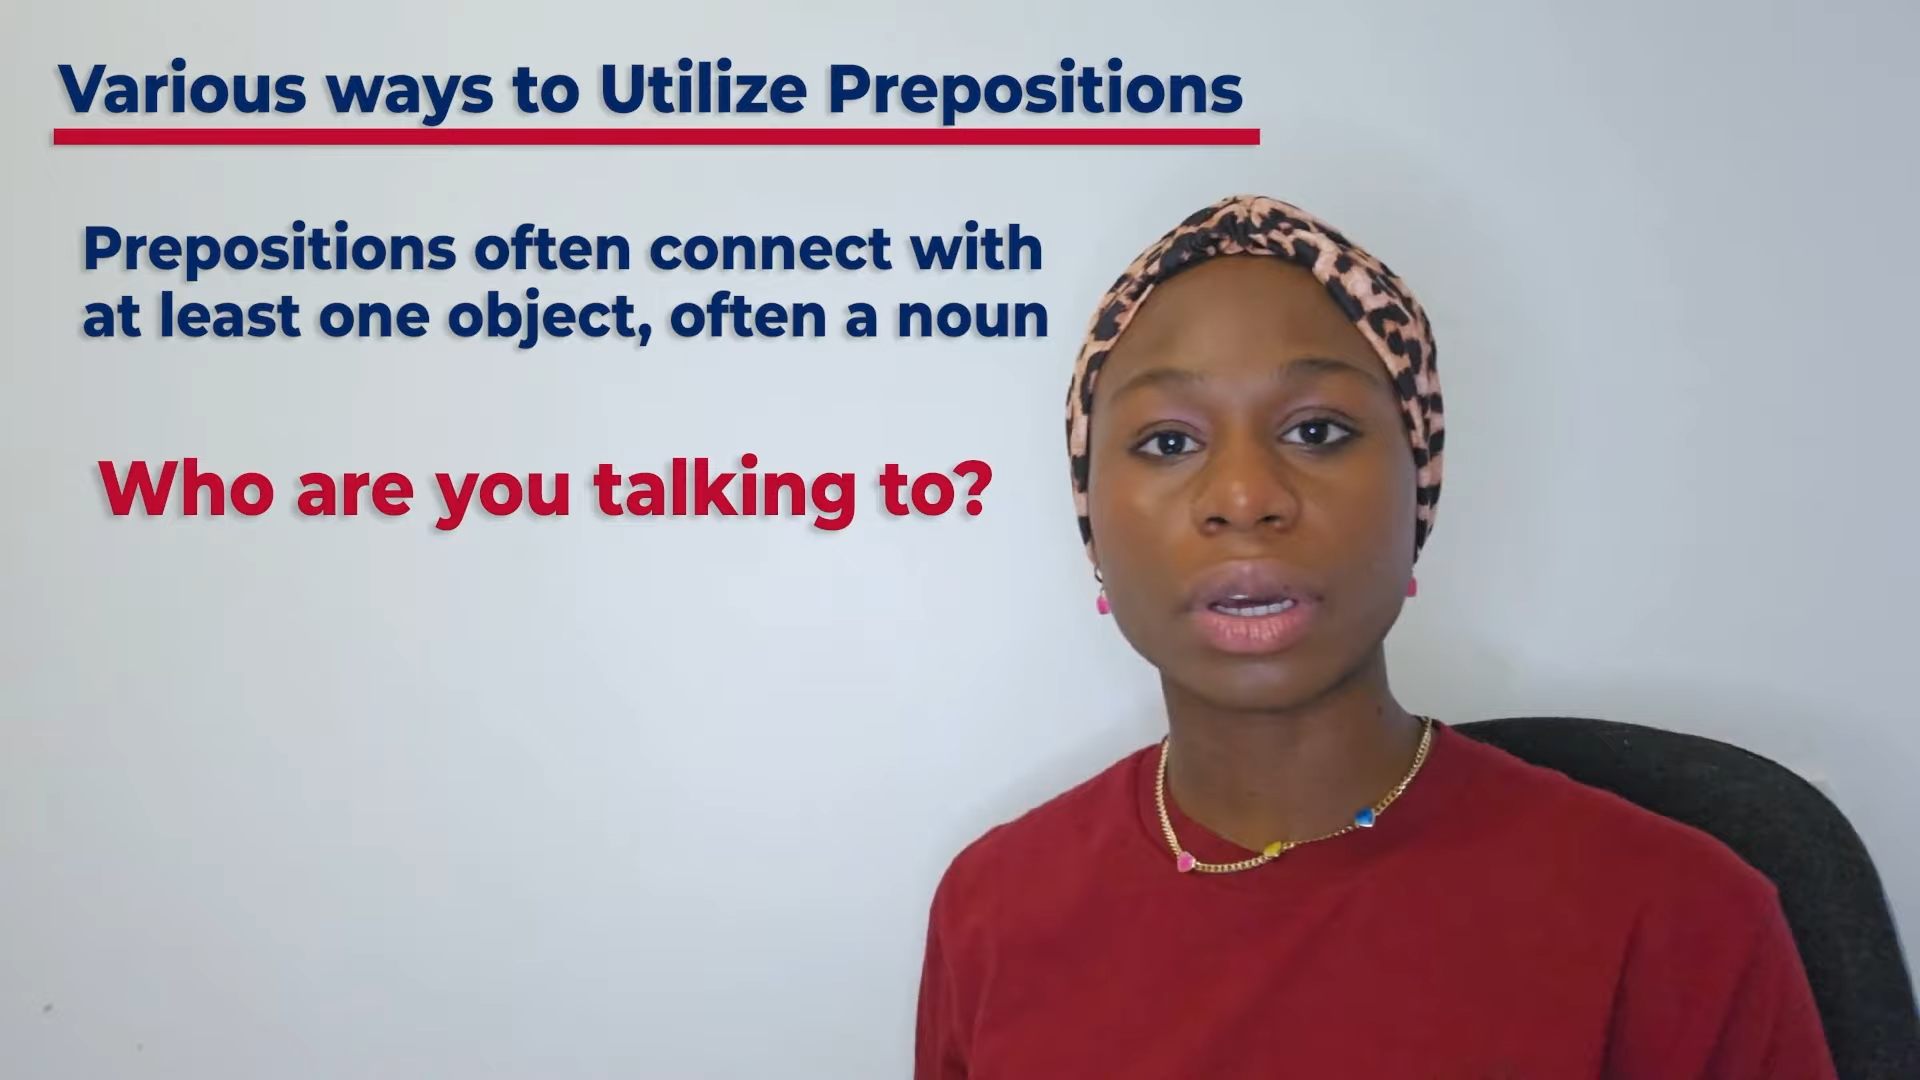 Various ways to Utilize Prepositions
Prepositions often connect with
at least one object, often a noun
Who are you talking to?